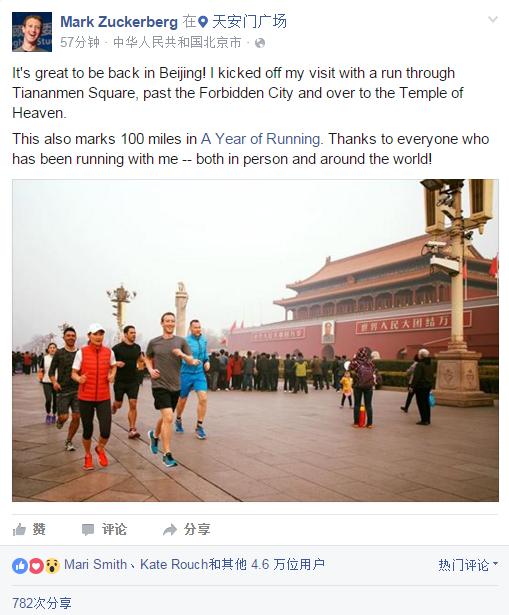 Mark Zuckerberg 在 天安门广场
57分钟 · 中华人民共和国北京市 ·
It's great to be back in Beijing! I kicked off my visit with a run through
Tiananmen Square, past the Forbidden City and over to the Temple of
Heaven.
This also marks 100 miles in A Year of Running. Thanks to everyone who
has been running with me -- both in person and around the world!
世界人民大团结万
赞 评论 分享
Mari Smith、Kate Rouch和其他 4.6 万位用户 热门评论
782次分享